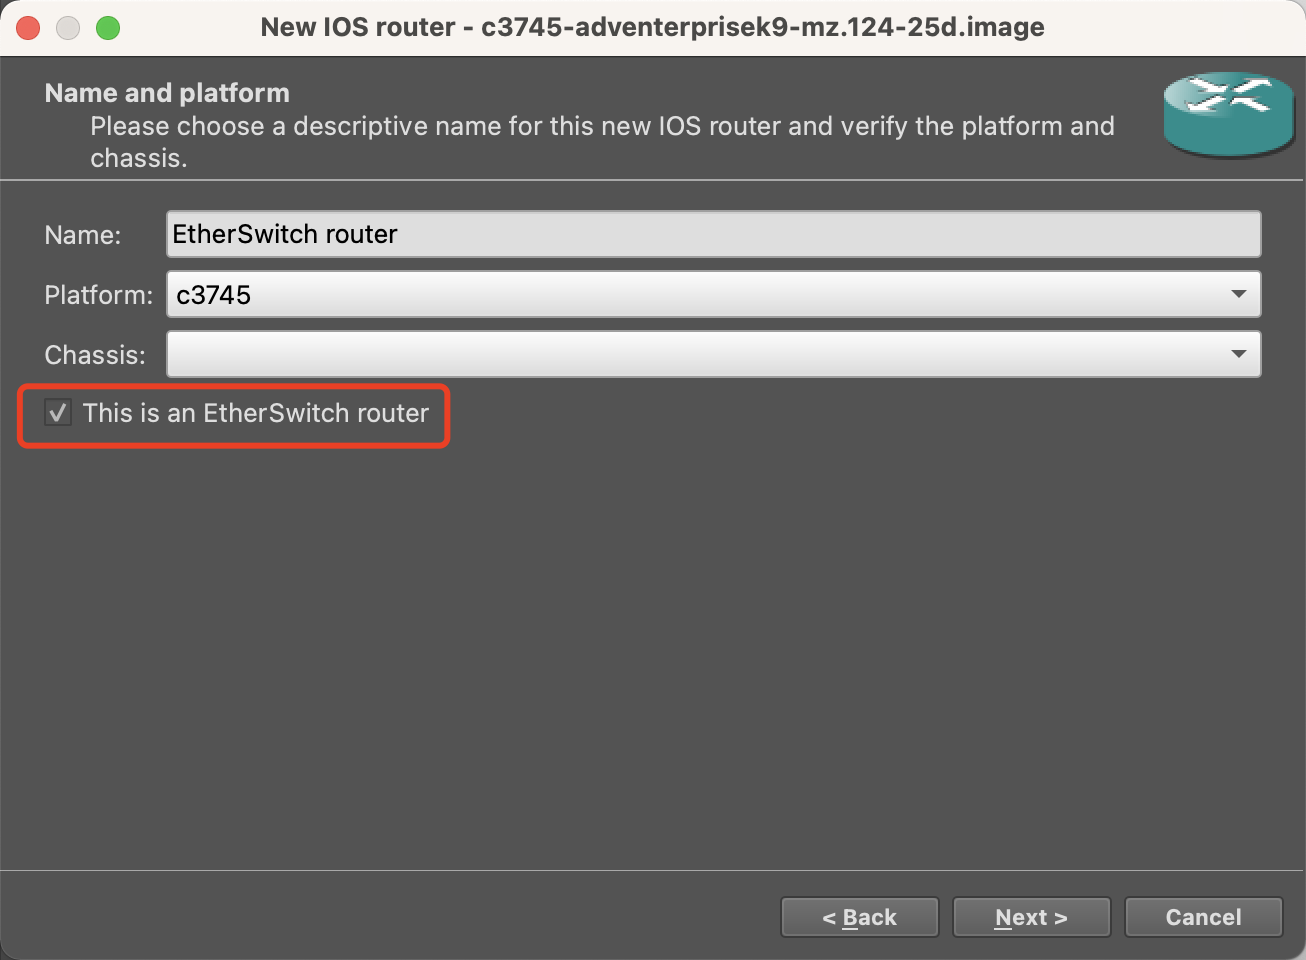 New IOS router - c3745-adventerprisek9-mz.124-25d.image
Name and platform
Please choose a descriptive name for this new IOS router and verify the platform and
chassis.
Name: EtherSwitch router
Platform: c3745
Chassis:
This is an EtherSwitch router
< Back Next > Cancel